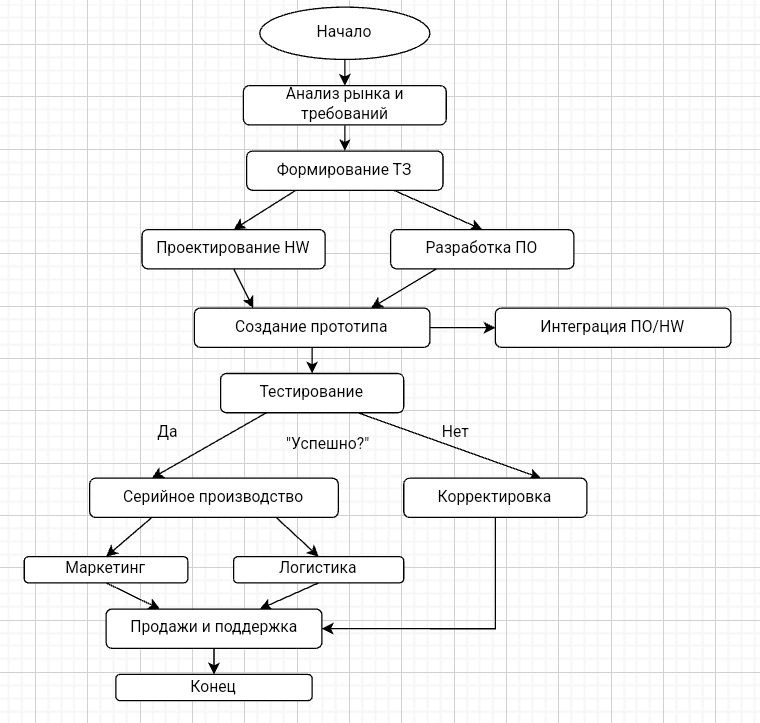 Начало
Анализ рынка и
требований
Формирование ТЗ
Проектирование HW
Разработка ПО
Создание прототипа
Интеграция ПО/HW
Тестирование
Да
"Успешно?"
Нет
Серийное производство
Корректировка
Маркетинг
Логистика
Продажи и поддержка
Конец